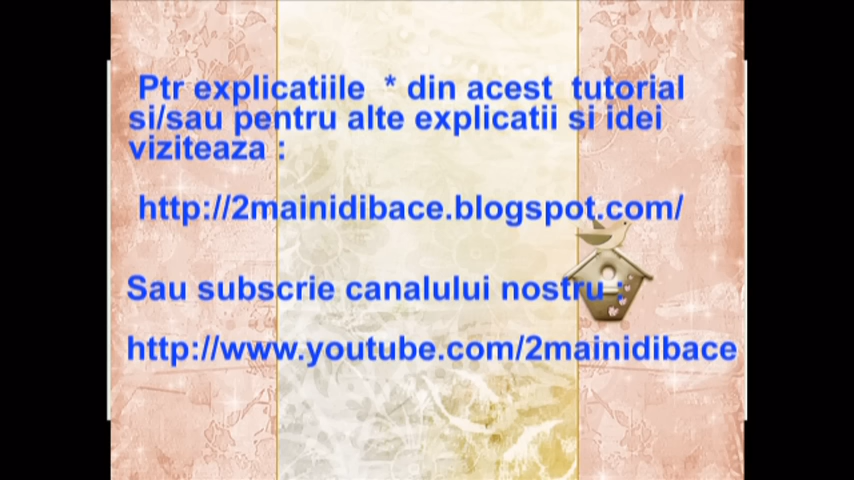 Ptr explicatiile * din acest tutorial
si/sau pentru alte explicatii si idei
viziteaza :
http://2mainidibace.blogspot.com/
Sau subscrie canalului nostru :
http://www.youtube.com/2mainidibace